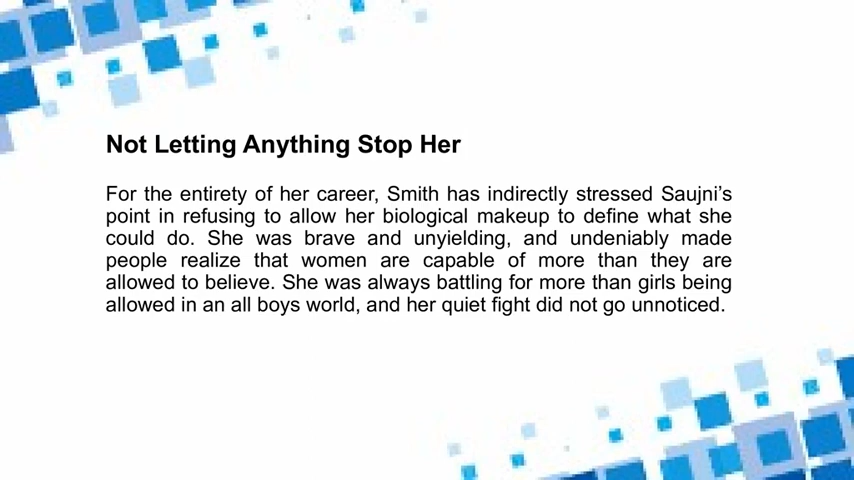 Not Letting Anything Stop Her
For the entirety of her career, Smith has indirectly stressed Saujni’s
point in refusing to allow her biological makeup to define what she
could do. She was brave and unyielding, and undeniably made
people realize that women are capable of more than they are
allowed to believe. She was always battling for more than girls being
allowed in an all boys world, and her quiet fight did not go unnoticed.